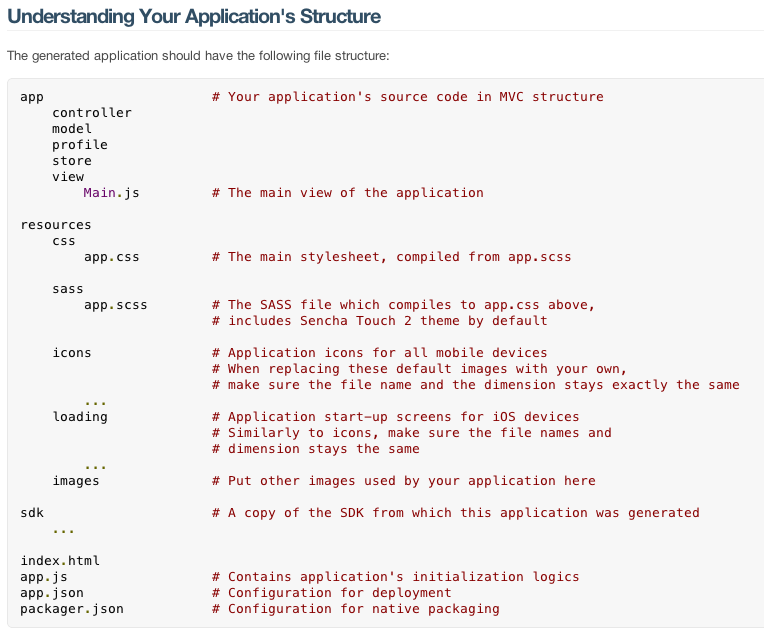 Understanding Your Application's Structure
The generated application should have the following file structure:
app # Your application's source code in MVC structure
controller
model
profile
store
view
Main.js # The main view of the application
resources
css
app.css # The main stylesheet, compiled from app.scss
sass
app.scss # The SASS file which compiles to app.css above,
# includes Sencha Touch 2 theme by default
icons # Application icons for all mobile devices
# When replacing these default images with your own,
# make sure the file name and the dimension stays exactly the same
...
loading # Application start-up screens for iOS devices
# Similarly to icons, make sure the file names and
# dimension stays the same
...
images # Put other images used by your application here
sdk # A copy of the SDK from which this application was generated
...
index.html
app.js # Contains application's initialization logics
app.json # Configuration for deployment
packager.json # Configuration for native packaging